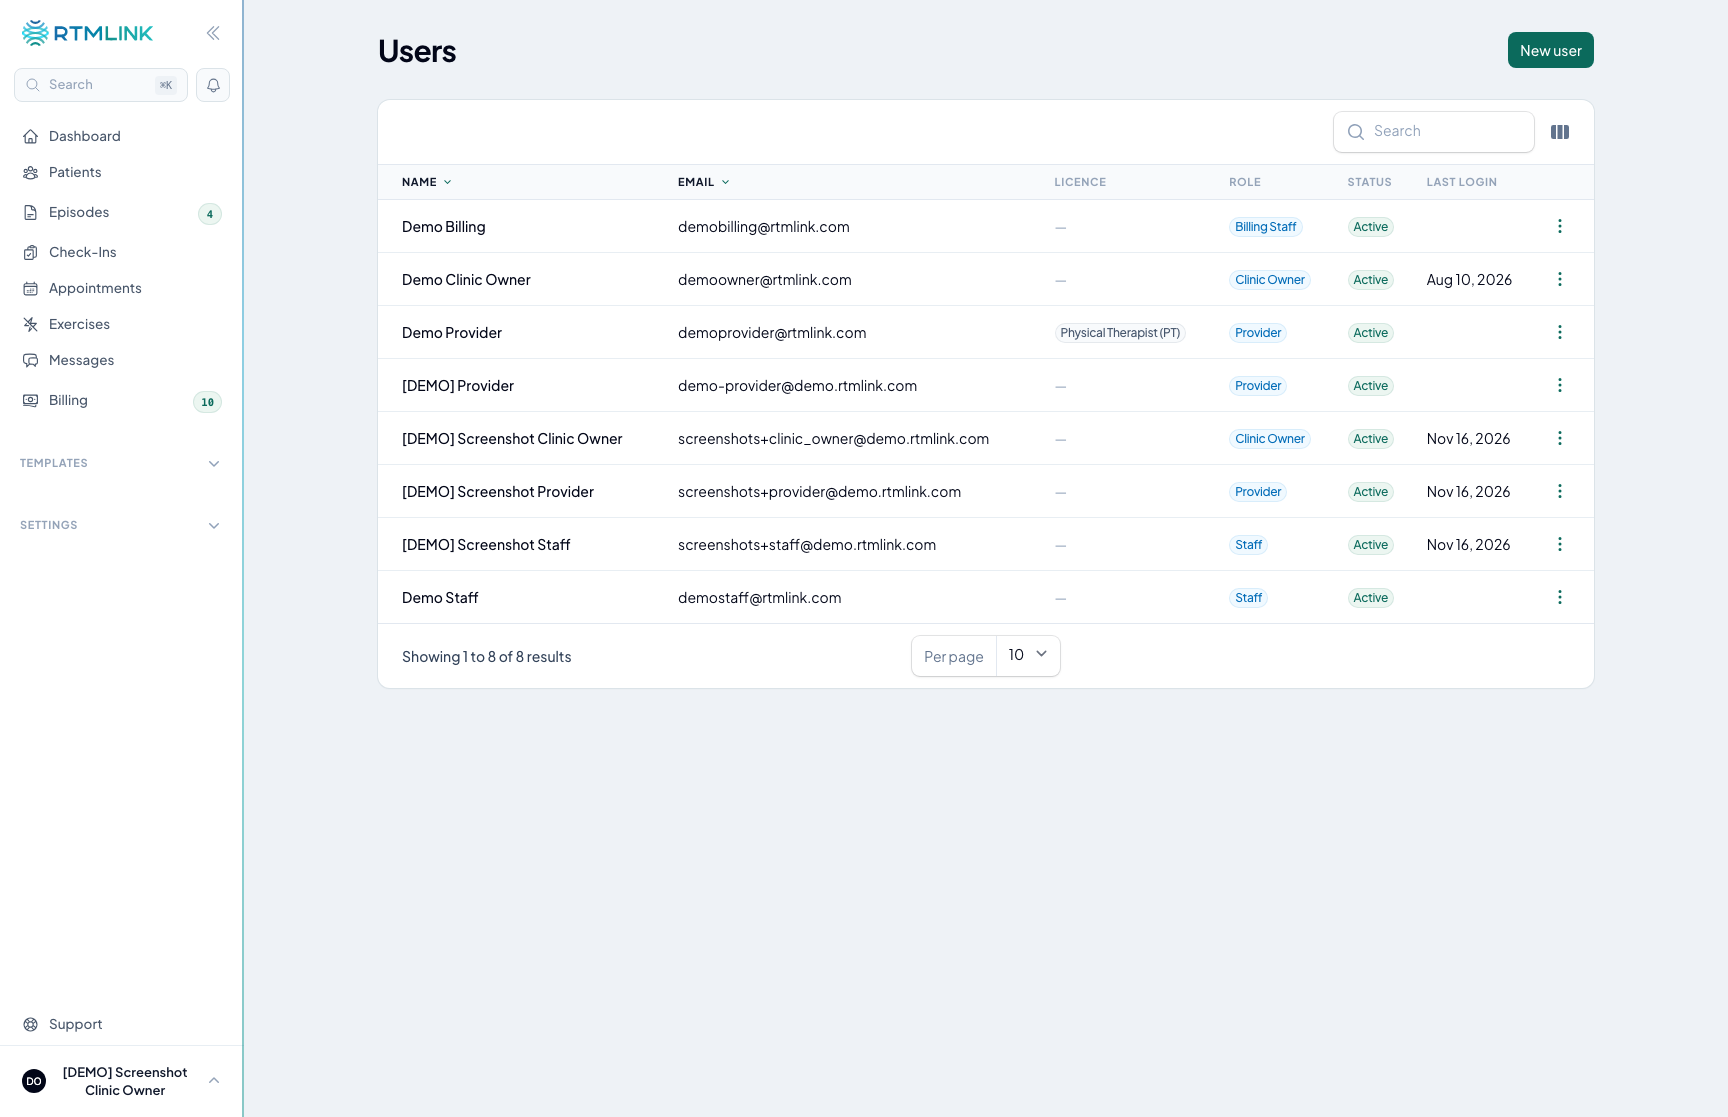 RTMLINK
Search ⌘K
Dashboard
Patients
Episodes 4
Check-Ins
Appointments
Exercises
Messages
Billing 10
TEMPLATES
SETTINGS
Support
DO [DEMO] Screenshot
Clinic Owner
Users
New user
Search
NAME EMAIL LICENCE ROLE STATUS LAST LOGIN
Demo Billing demobilling@rtmlink.com — Billing Staff Active
Demo Clinic Owner demoowner@rtmlink.com — Clinic Owner Active Aug 10, 2026
Demo Provider demoprovider@rtmlink.com Physical Therapist (PT) Provider Active
[DEMO] Provider demo-provider@demo.rtmlink.com — Provider Active
[DEMO] Screenshot Clinic Owner screenshots+clinic_owner@demo.rtmlink.com — Clinic Owner Active Nov 16, 2026
[DEMO] Screenshot Provider screenshots+provider@demo.rtmlink.com — Provider Active Nov 16, 2026
[DEMO] Screenshot Staff screenshots+staff@demo.rtmlink.com — Staff Active Nov 16, 2026
Demo Staff demostaff@rtmlink.com — Staff Active
Showing 1 to 8 of 8 results Per page 10